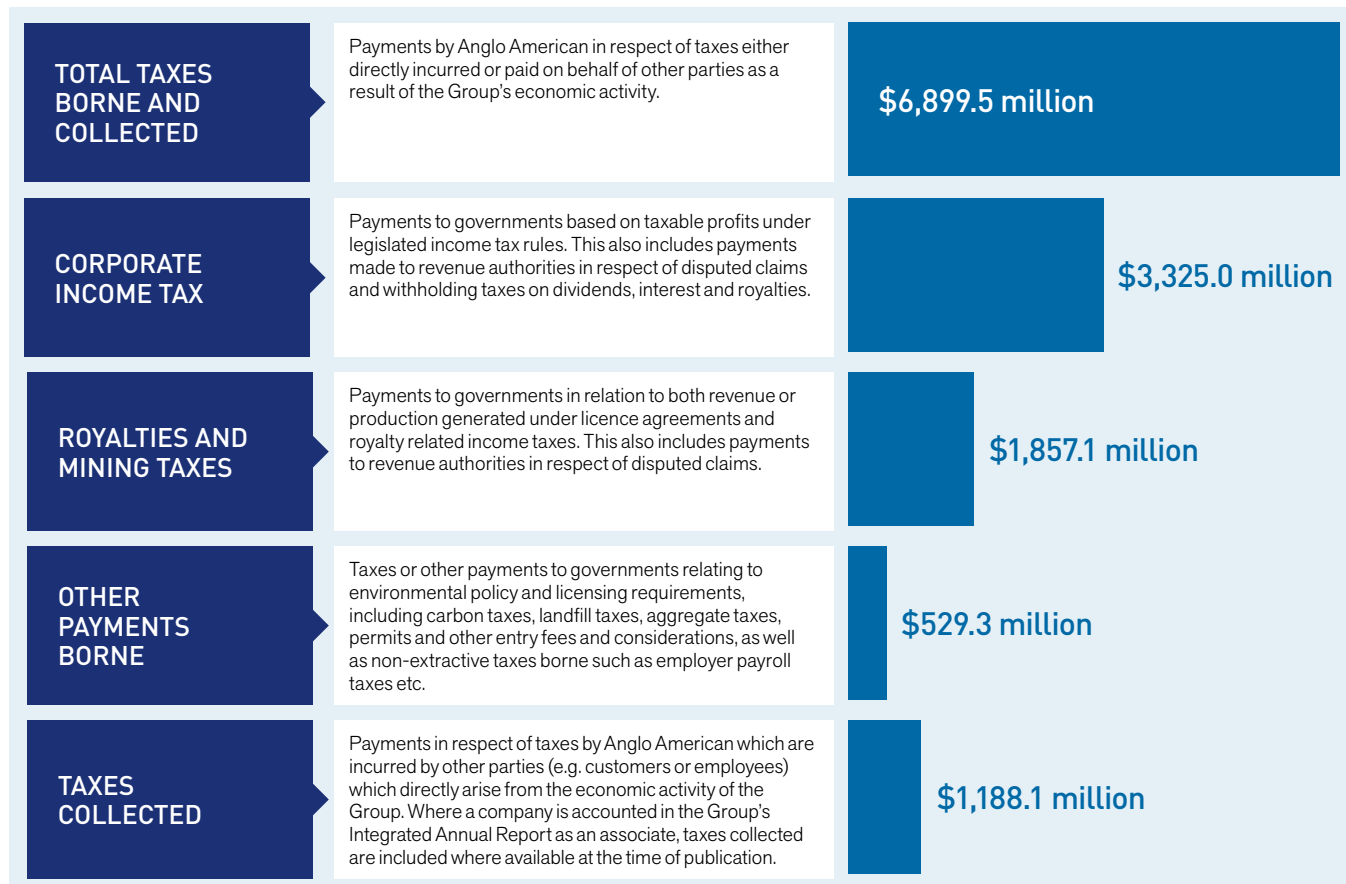 TOTAL TAXES
BORNE AND
COLLECTED
Payments by Anglo American in respect of taxes either
directly incurred or paid on behalf of other parties as a
result of the Group's economic activity.
$6,899.5 million
CORPORATE
INCOME TAX
Payments to governments based on taxable profits under
legislated income tax rules. This also includes payments
made to revenue authorities in respect of disputed claims
and withholding taxes on dividends, interest and royalties.
$3,325.0 million
ROYALTIES AND
MINING TAXES
Payments to governments in relation to both revenue or
production generated under licence agreements and
royalty related income taxes. This also includes payments
to revenue authorities in respect of disputed claims.
$1,857.1 million
OTHER
PAYMENTS
BORNE
Taxes or other payments to governments relating to
environmental policy and licensing requirements,
including carbon taxes, landfill taxes, aggregate taxes,
permits and other entry fees and considerations, as well
as non-extractive taxes borne such as employer payroll
taxes etc.
$529.3 million
TAXES
COLLECTED
Payments in respect of taxes by Anglo American which are
incurred by other parties (e.g. customers or employees)
which directly arise from the economic activity of the
Group. Where a company is accounted in the Group's
Integrated Annual Report as an associate, taxes collected
are included where available at the time of publication.
$1,188.1 million